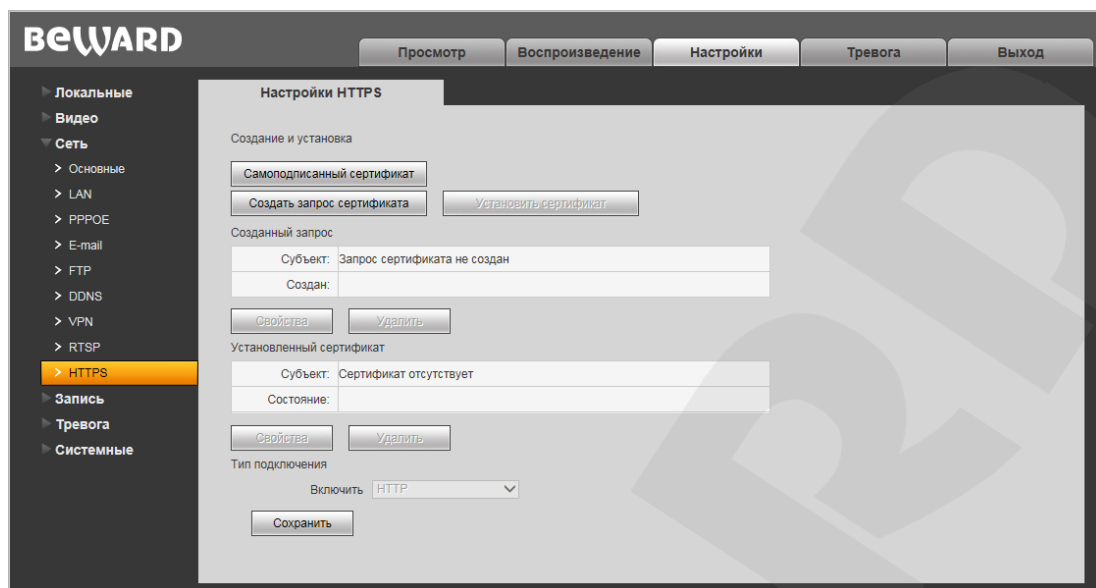 BEWARD
Просмотр Воспроизведение Настройки Тревога Выход
Локальные
Видео
Сеть
> Основные
> LAN
> PPPOE
> E-mail
> FTP
> DDNS
> VPN
> RTSP
> HTTPS
Запись
Тревога
Системные
Настройки HTTPS
Создание и установка
Самоподписанный сертификат
Создать запрос сертификата Установить сертификат
Созданный запрос
Субъект: Запрос сертификата не создан
Создан:
Свойства Удалить
Установленный сертификат
Субъект: Сертификат отсутствует
Состояние:
Свойства Удалить
Тип подключения
Включить HTTP
Сохранить
RD